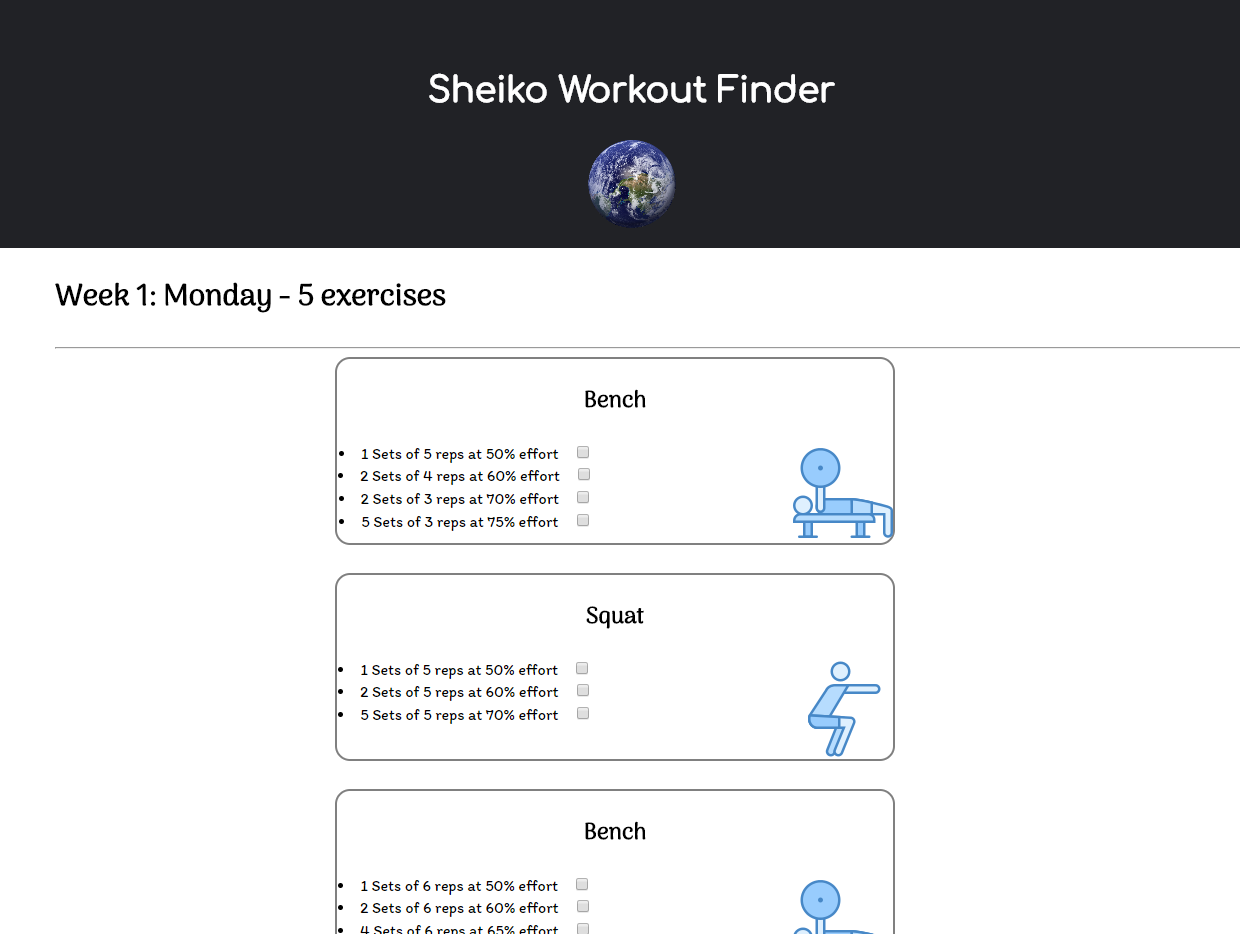 Sheiko Workout Finder
Week 1: Monday - 5 exercises
Bench
1 Sets of 5 reps at 50% effort
2 Sets of 4 reps at 60% effort
2 Sets of 3 reps at 70% effort
5 Sets of 3 reps at 75% effort
Squat
1 Sets of 5 reps at 50% effort
2 Sets of 5 reps at 60% effort
5 Sets of 5 reps at 70% effort
Bench
1 Sets of 6 reps at 50% effort
2 Sets of 6 reps at 60% effort
4 Sets of 6 reps at 65% effort